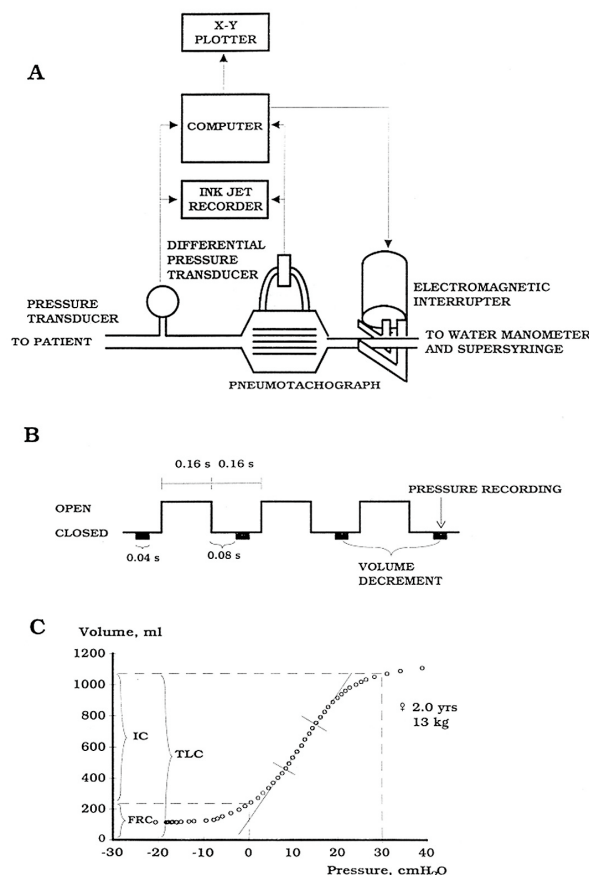 X-Y
PLOTTER
A
COMPUTER
INK JET
RECORDER
DIFFERENTIAL
PRESSURE
TRANSDUCER
ELECTROMAGNETIC
INTERRUPTER
PRESSURE
TRANSDUCER
TO PATIENT
TO WATER MANOMETER
AND SUPERSYRINGE
PNEUMOTACHOGRAPH
B
0.16 s 0.16 s
PRESSURE RECORDING
OPEN
CLOSED
0.04 s
0.08 s
VOLUME
DECREMENT
C
Volume, ml
1200
1000
800
600
400
200
0
IC
TLC
FRC
♀ 2.0 yrs
13 kg
-30 -20 -10 0 10 20 30 40
Pressure, cmH₂O